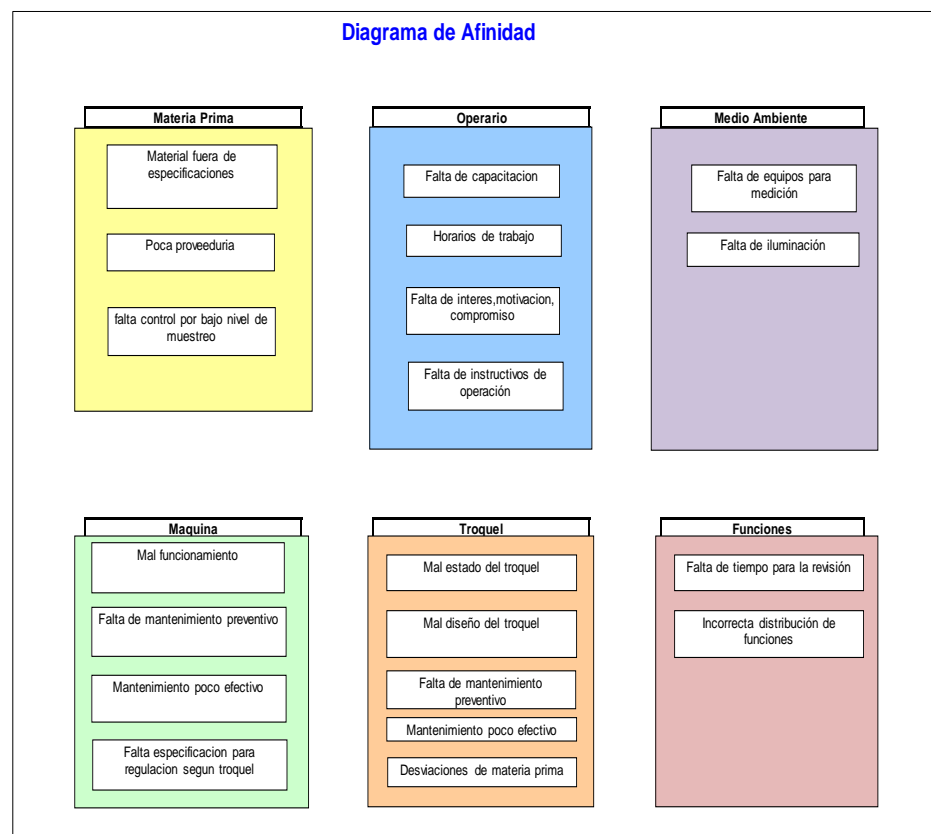 Diagrama de Afinidad
Materia Prima
Material fuera de
especificaciones
Poca proveeduria
falta control por bajo nivel de
muestreo
Operario
Falta de capacitacion
Horarios de trabajo
Falta de interes,motivacion,
compromiso
Falta de instructivos de
operación
Medio Ambiente
Falta de equipos para
medición
Falta de iluminación
Maquina
Mal funcionamiento
Falta de mantenimiento preventivo
Mantenimiento poco efectivo
Falta especificacion para
regulacion segun troquel
Troquel
Mal estado del troquel
Mal diseño del troquel
Falta de mantenimiento
preventivo
Mantenimiento poco efectivo
Desviaciones de materia prima
Funciones
Falta de tiempo para la revisión
Incorrecta distribución de
funciones